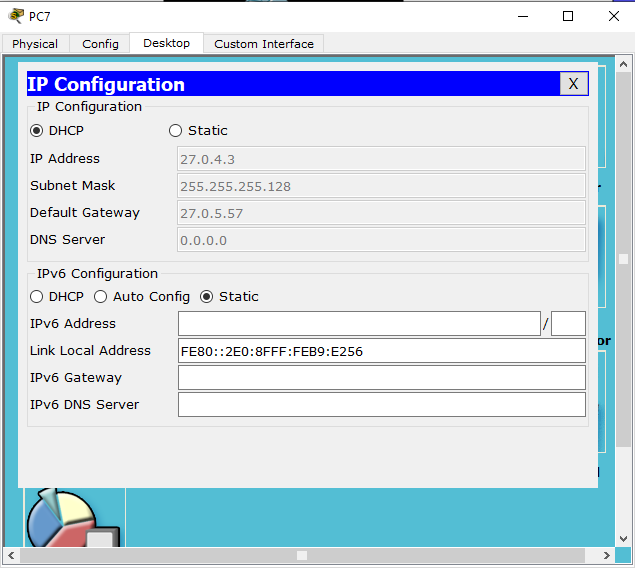 PC7
Physical Config Desktop Custom Interface
IP Configuration X
IP Configuration
DHCP Static
IP Address 27.0.4.3
Subnet Mask 255.255.255.128
Default Gateway 27.0.5.57
DNS Server 0.0.0.0
IPv6 Configuration
DHCP Auto Config Static
IPv6 Address /
Link Local Address FE80::2E0:8FFF:FEB9:E256
IPv6 Gateway
IPv6 DNS Server